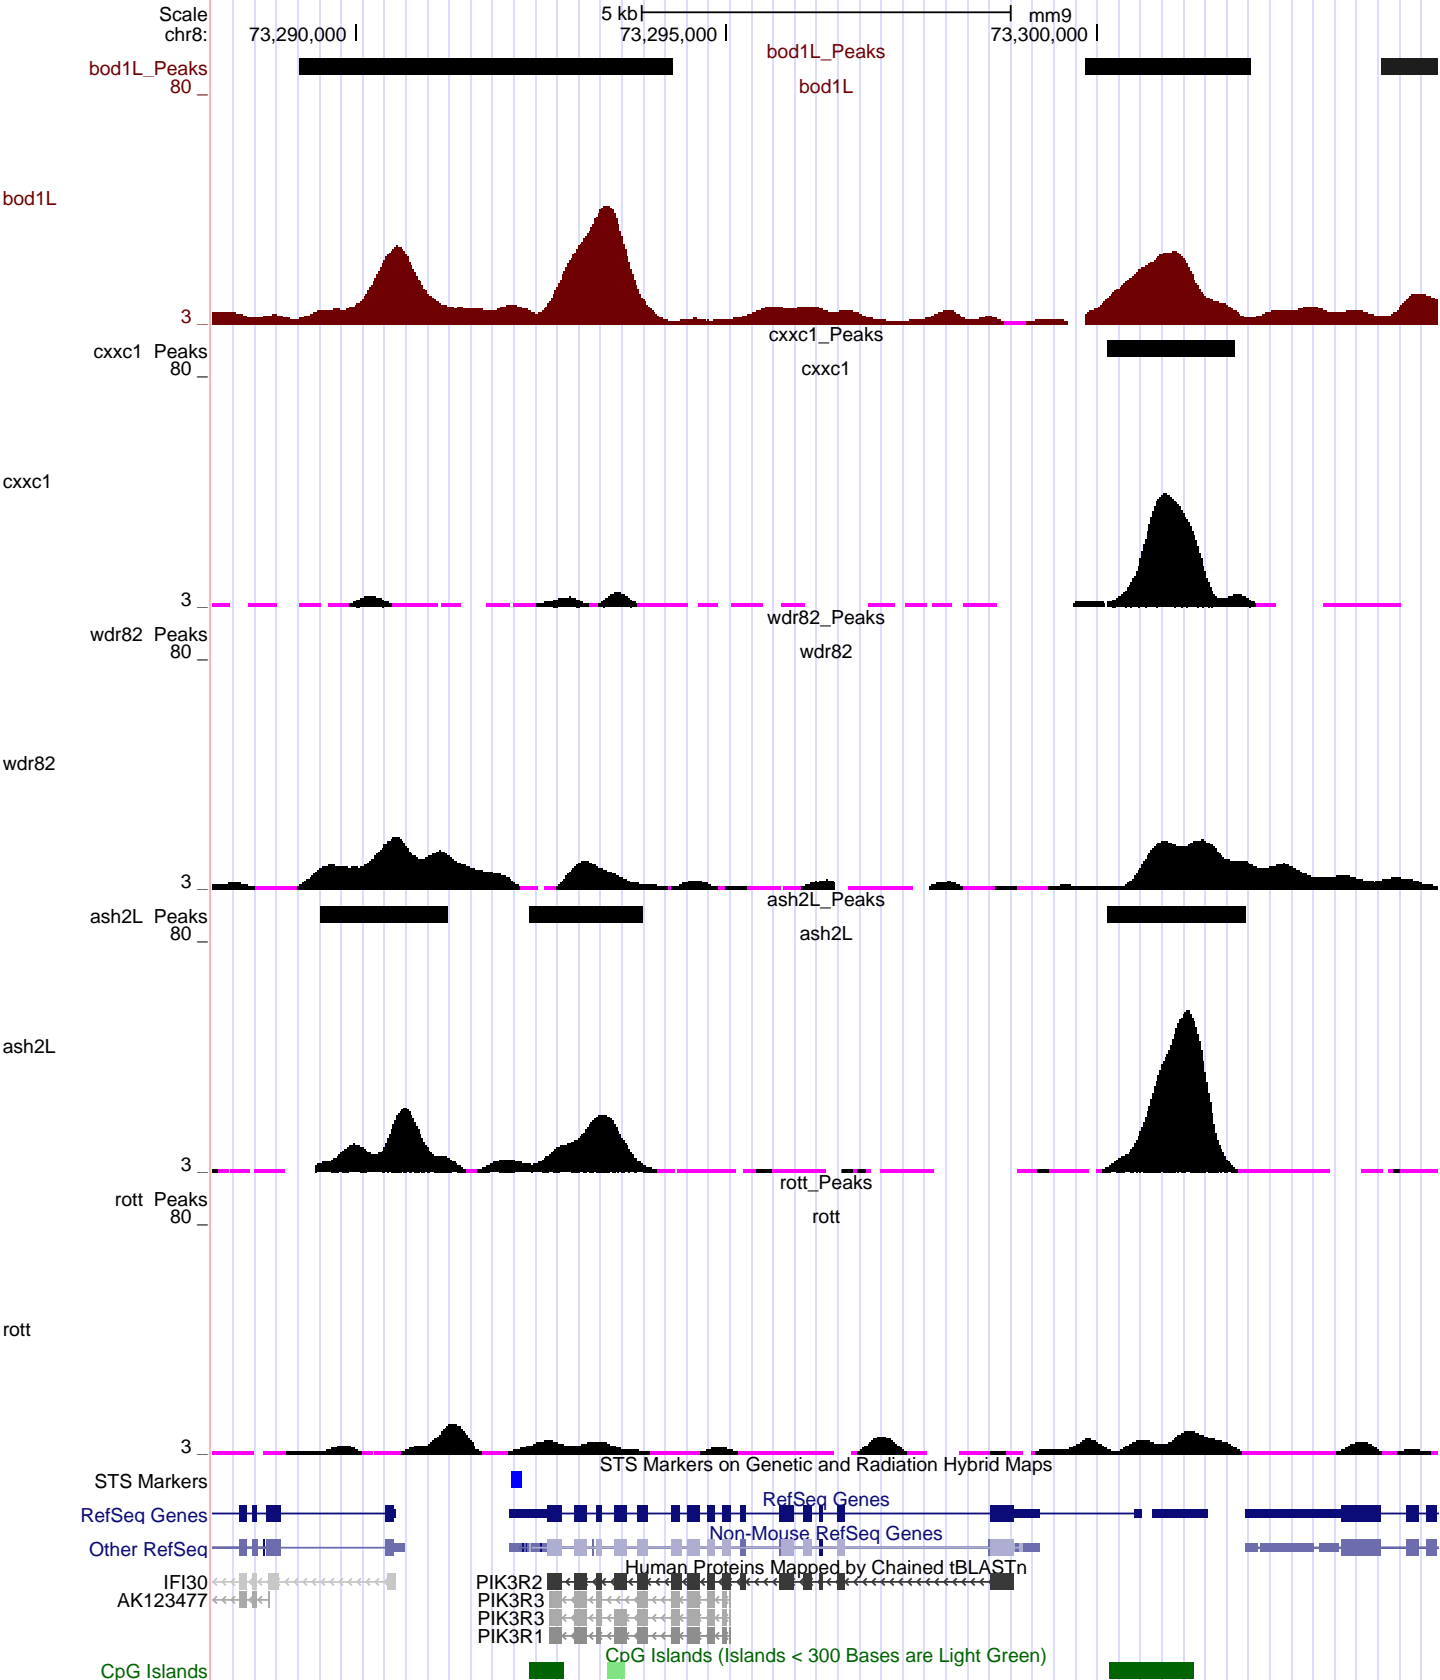 Scale 5 kb mm9
chr8: 73,290,000 73,295,000 73,300,000
bod1L_Peaks
bod1L_Peaks
80 _ bod1L
bod1L
3 _
cxxc1_Peaks
cxxc1 Peaks
80 _ cxxc1
cxxc1
3 _
wdr82_Peaks
wdr82 Peaks
80 _ wdr82
wdr82
3 _
ash2L_Peaks
ash2L Peaks
80 _ ash2L
ash2L
3 _
rott_Peaks
rott Peaks
80 _ rott
rott
3 _
STS Markers on Genetic and Radiation Hybrid Maps
STS Markers
RefSeq Genes
RefSeq Genes
Non-Mouse RefSeq Genes
Other RefSeq
Human Proteins Mapped by Chained tBLASTn
IFI30 PIK3R2
AK123477 PIK3R3
PIK3R3
PIK3R1
CpG Islands (Islands < 300 Bases are Light Green)
CpG Islands